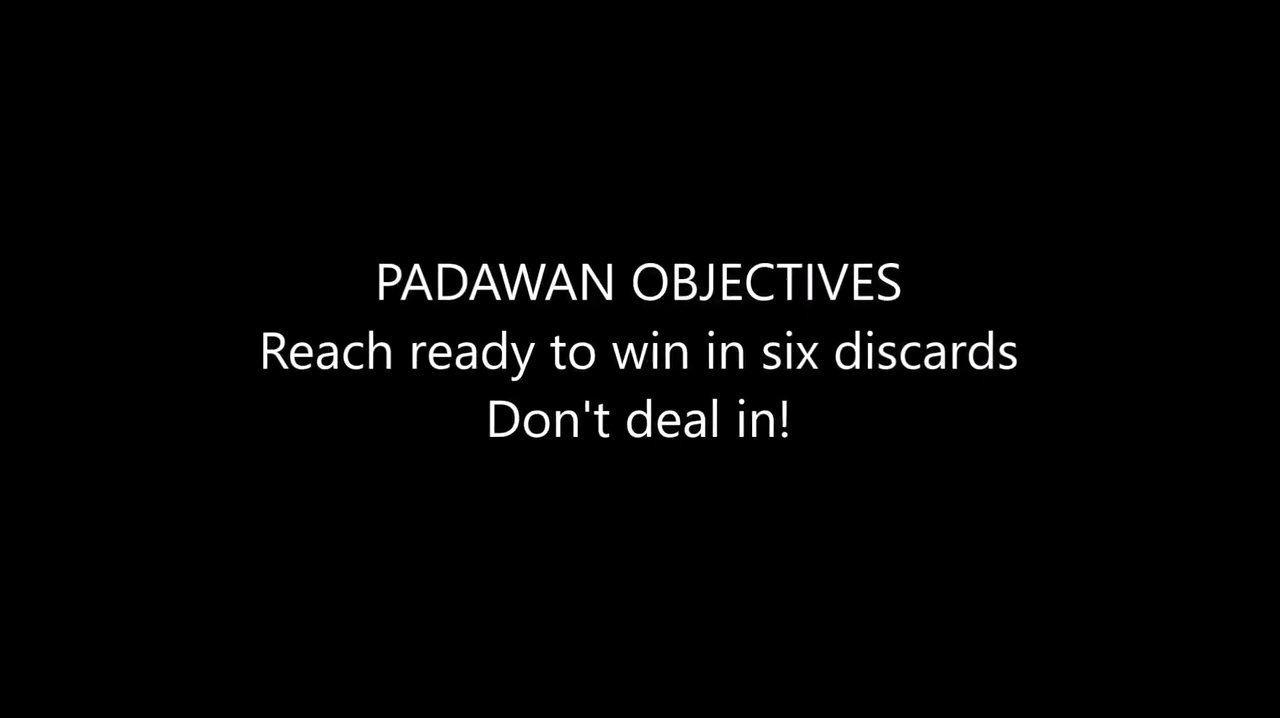 PADAWAN OBJECTIVES
Reach ready to win in six discards
Don't deal in!